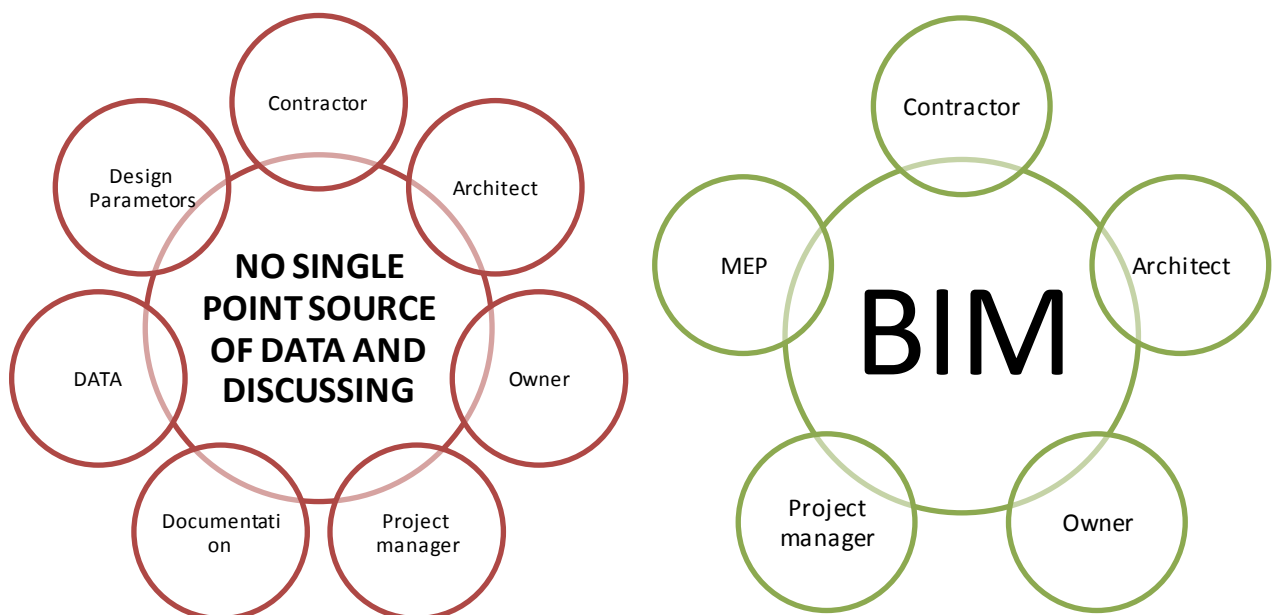 Contractor
Architect
Owner
Project
manager
Documentati
on
DATA
Design
Parametors
NO SINGLE
POINT SOURCE
OF DATA AND
DISCUSSING
Contractor
Architect
Owner
Project
manager
MEP
BIM